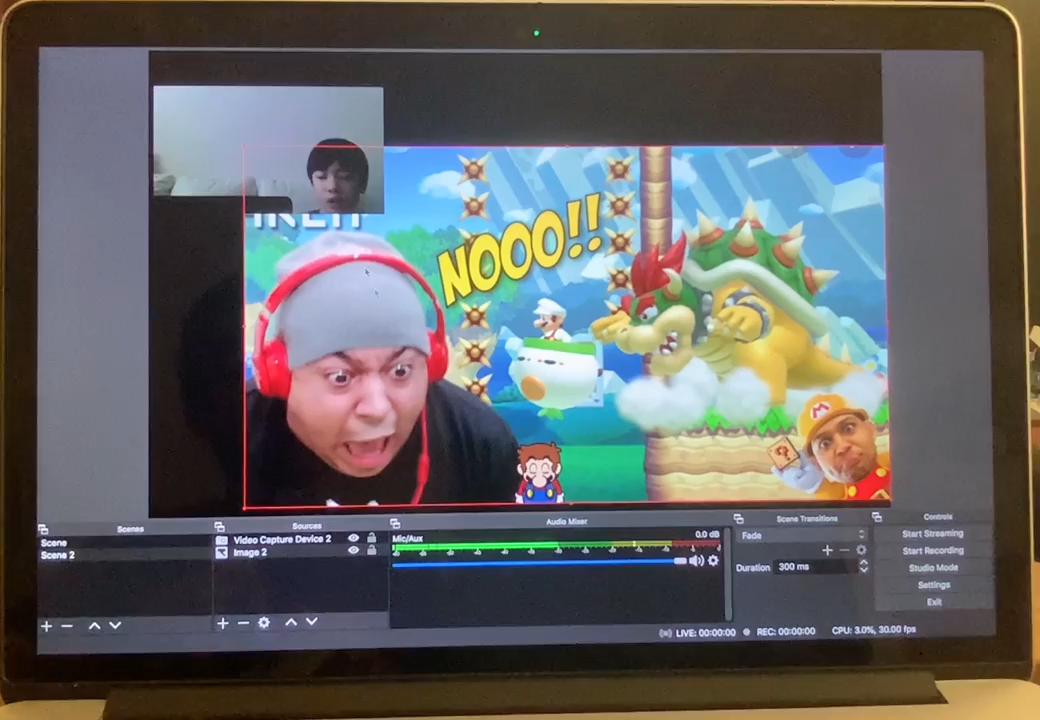 NOOO!!
M
?
Scenes
Scene
Scene 2
Sources
Video Capture Device 2
Image 2
Audio Mixer
Mic/Aux
0.0 dB
Scene Transitions
Fade
Duration 300 ms
Controls
Start Streaming
Start Recording
Studio Mode
Settings
Exit
LIVE: 00:00:00 REC: 00:00:00 CPU: 3.0%, 30.00 fps